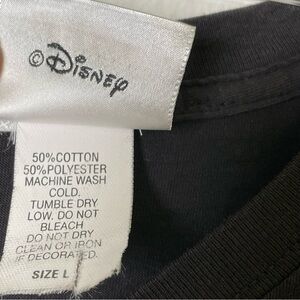 ©Disney
50%COTTON
50%POLYESTER
MACHINE WASH
COLD.
TUMBLE DRY
LOW. DO NOT
BLEACH
DO NOT DRY
CLEAN OR IRON
IF DECORATED.
SIZE L